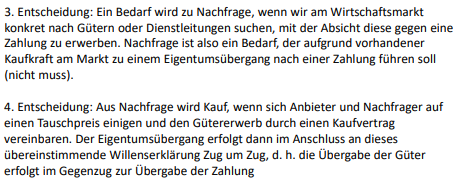 3. Entscheidung: Ein Bedarf wird zu Nachfrage, wenn wir am Wirtschaftsmarkt
konkret nach Gütern oder Dienstleitungen suchen, mit der Absicht diese gegen eine
Zahlung zu erwerben. Nachfrage ist also ein Bedarf, der aufgrund vorhandener
Kaufkraft am Markt zu einem Eigentumsübergang nach einer Zahlung führen soll
(nicht muss).
4. Entscheidung: Aus Nachfrage wird Kauf, wenn sich Anbieter und Nachfrager auf
einen Tauschpreis einigen und den Gütererwerb durch einen Kaufvertrag
vereinbaren. Der Eigentumsübergang erfolgt dann im Anschluss an dieses
übereinstimmende Willenserklärung Zug um Zug, d. h. die Übergabe der Güter
erfolgt im Gegenzug zur Übergabe der Zahlung